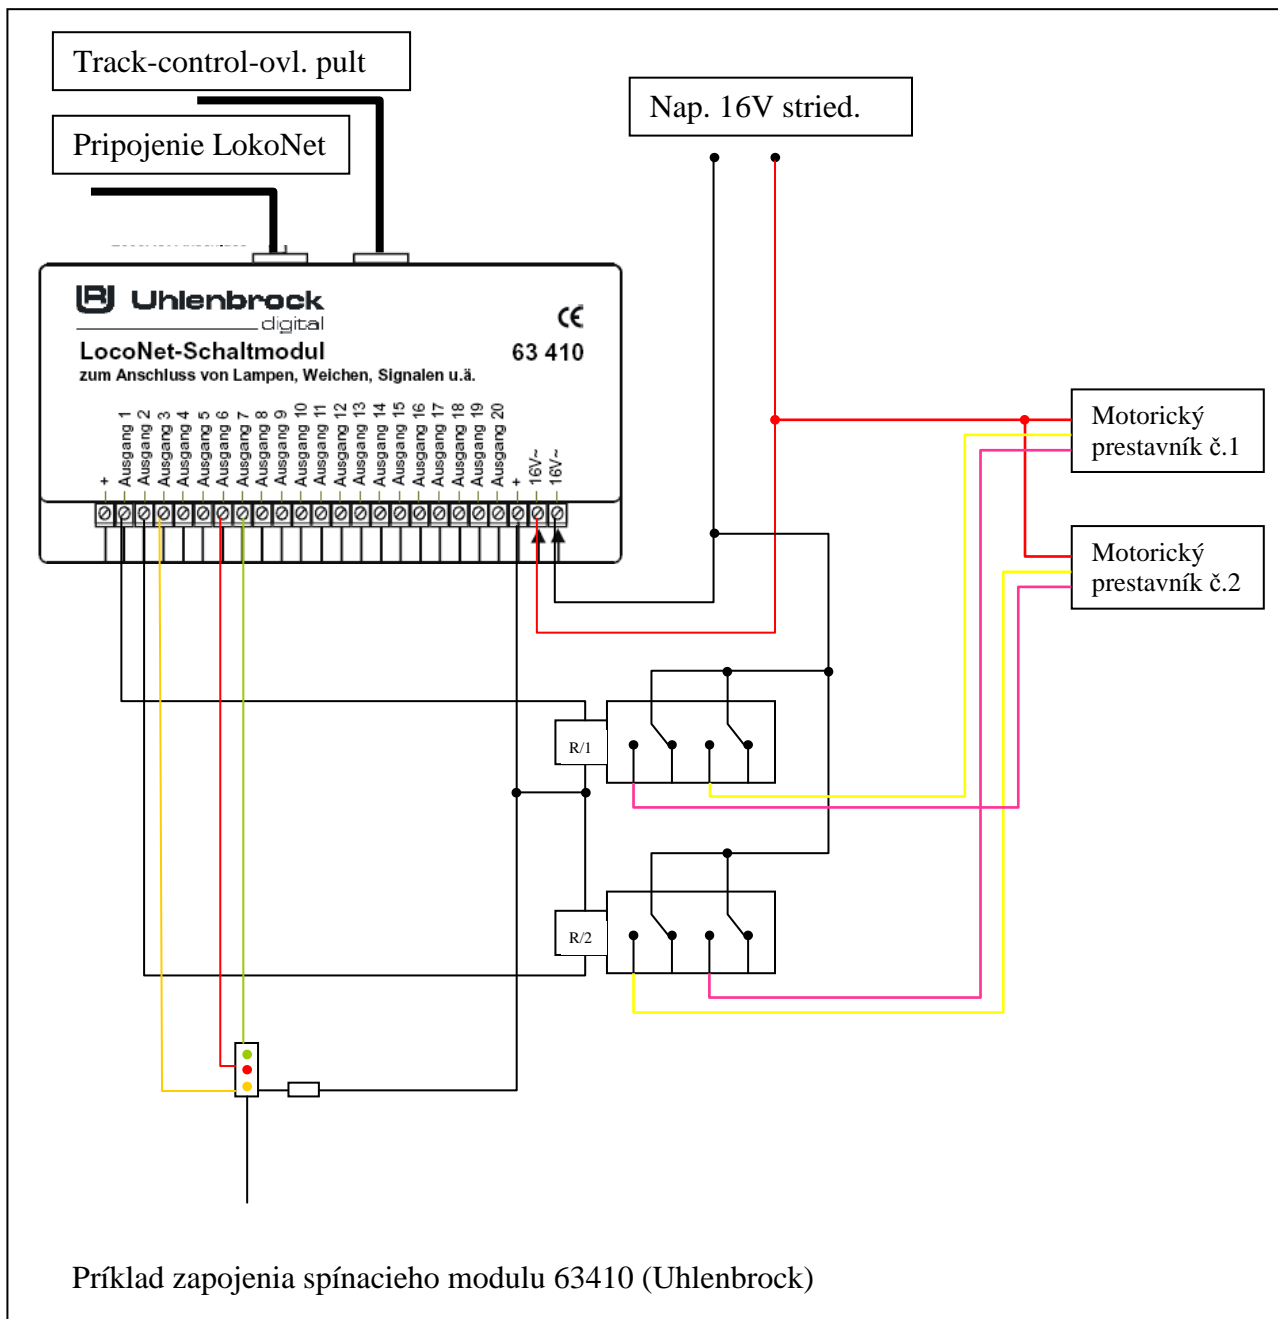 Track-control-ovl. pult
Pripojenie LokoNet
Nap. 16V stried.
Uhlenbrock
digital
CE
LocoNet-Schaltmodul
63 410
zum Anschluss von Lampen, Weichen, Signalen u.ä.
+
Ausgang 1
Ausgang 2
Ausgang 3
Ausgang 4
Ausgang 5
Ausgang 6
Ausgang 7
Ausgang 8
Ausgang 9
Ausgang 10
Ausgang 11
Ausgang 12
Ausgang 13
Ausgang 14
Ausgang 15
Ausgang 16
Ausgang 17
Ausgang 18
Ausgang 19
Ausgang 20
+
16V~
16V~
Motorický
prestavník č.1
Motorický
prestavník č.2
R/1
R/2
Príklad zapojenia spínacieho modulu 63410 (Uhlenbrock)